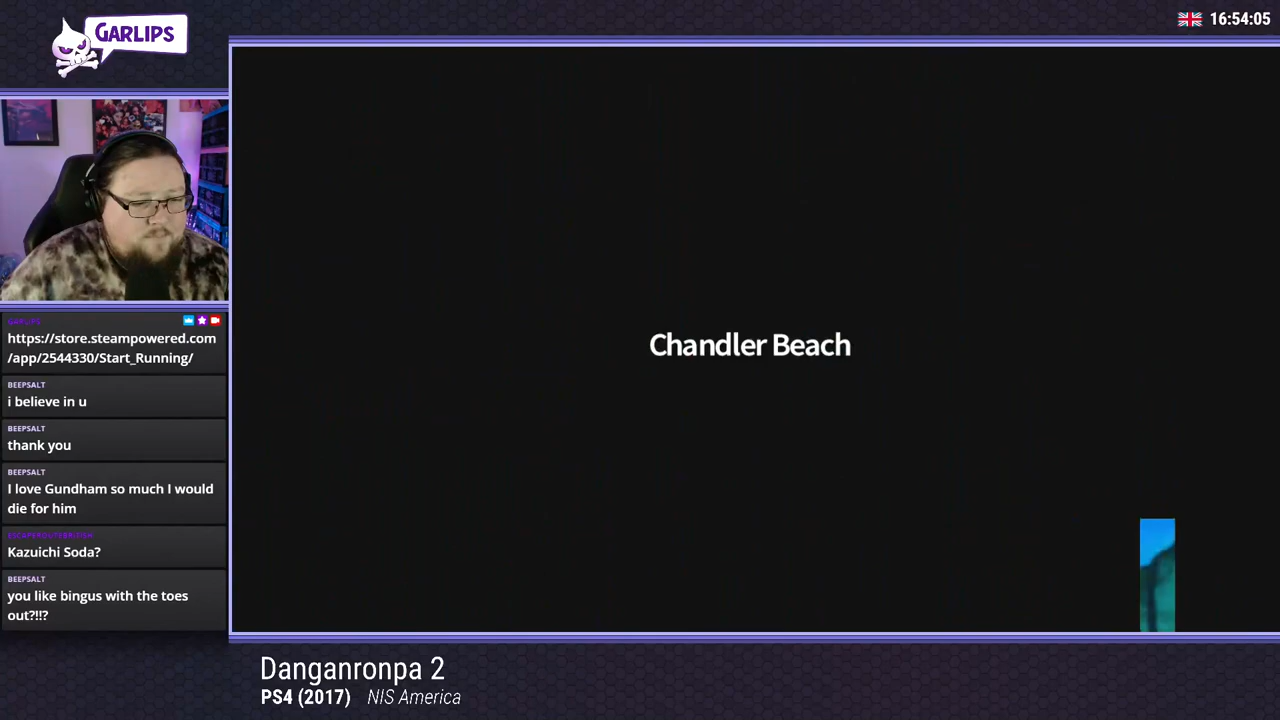 GARLIPS
16:54:05
GARLIPS
https://store.steampowered.com
/app/2544330/Start_Running/
BEEPSALT
i believe in u
BEEPSALT
thank you
BEEPSALT
I love Gundham so much I would
die for him
ESCAPEROUTEBRITISH
Kazuichi Soda?
BEEPSALT
you like bingus with the toes
out?!!?
Chandler Beach
Danganronpa 2
PS4 (2017) NIS America